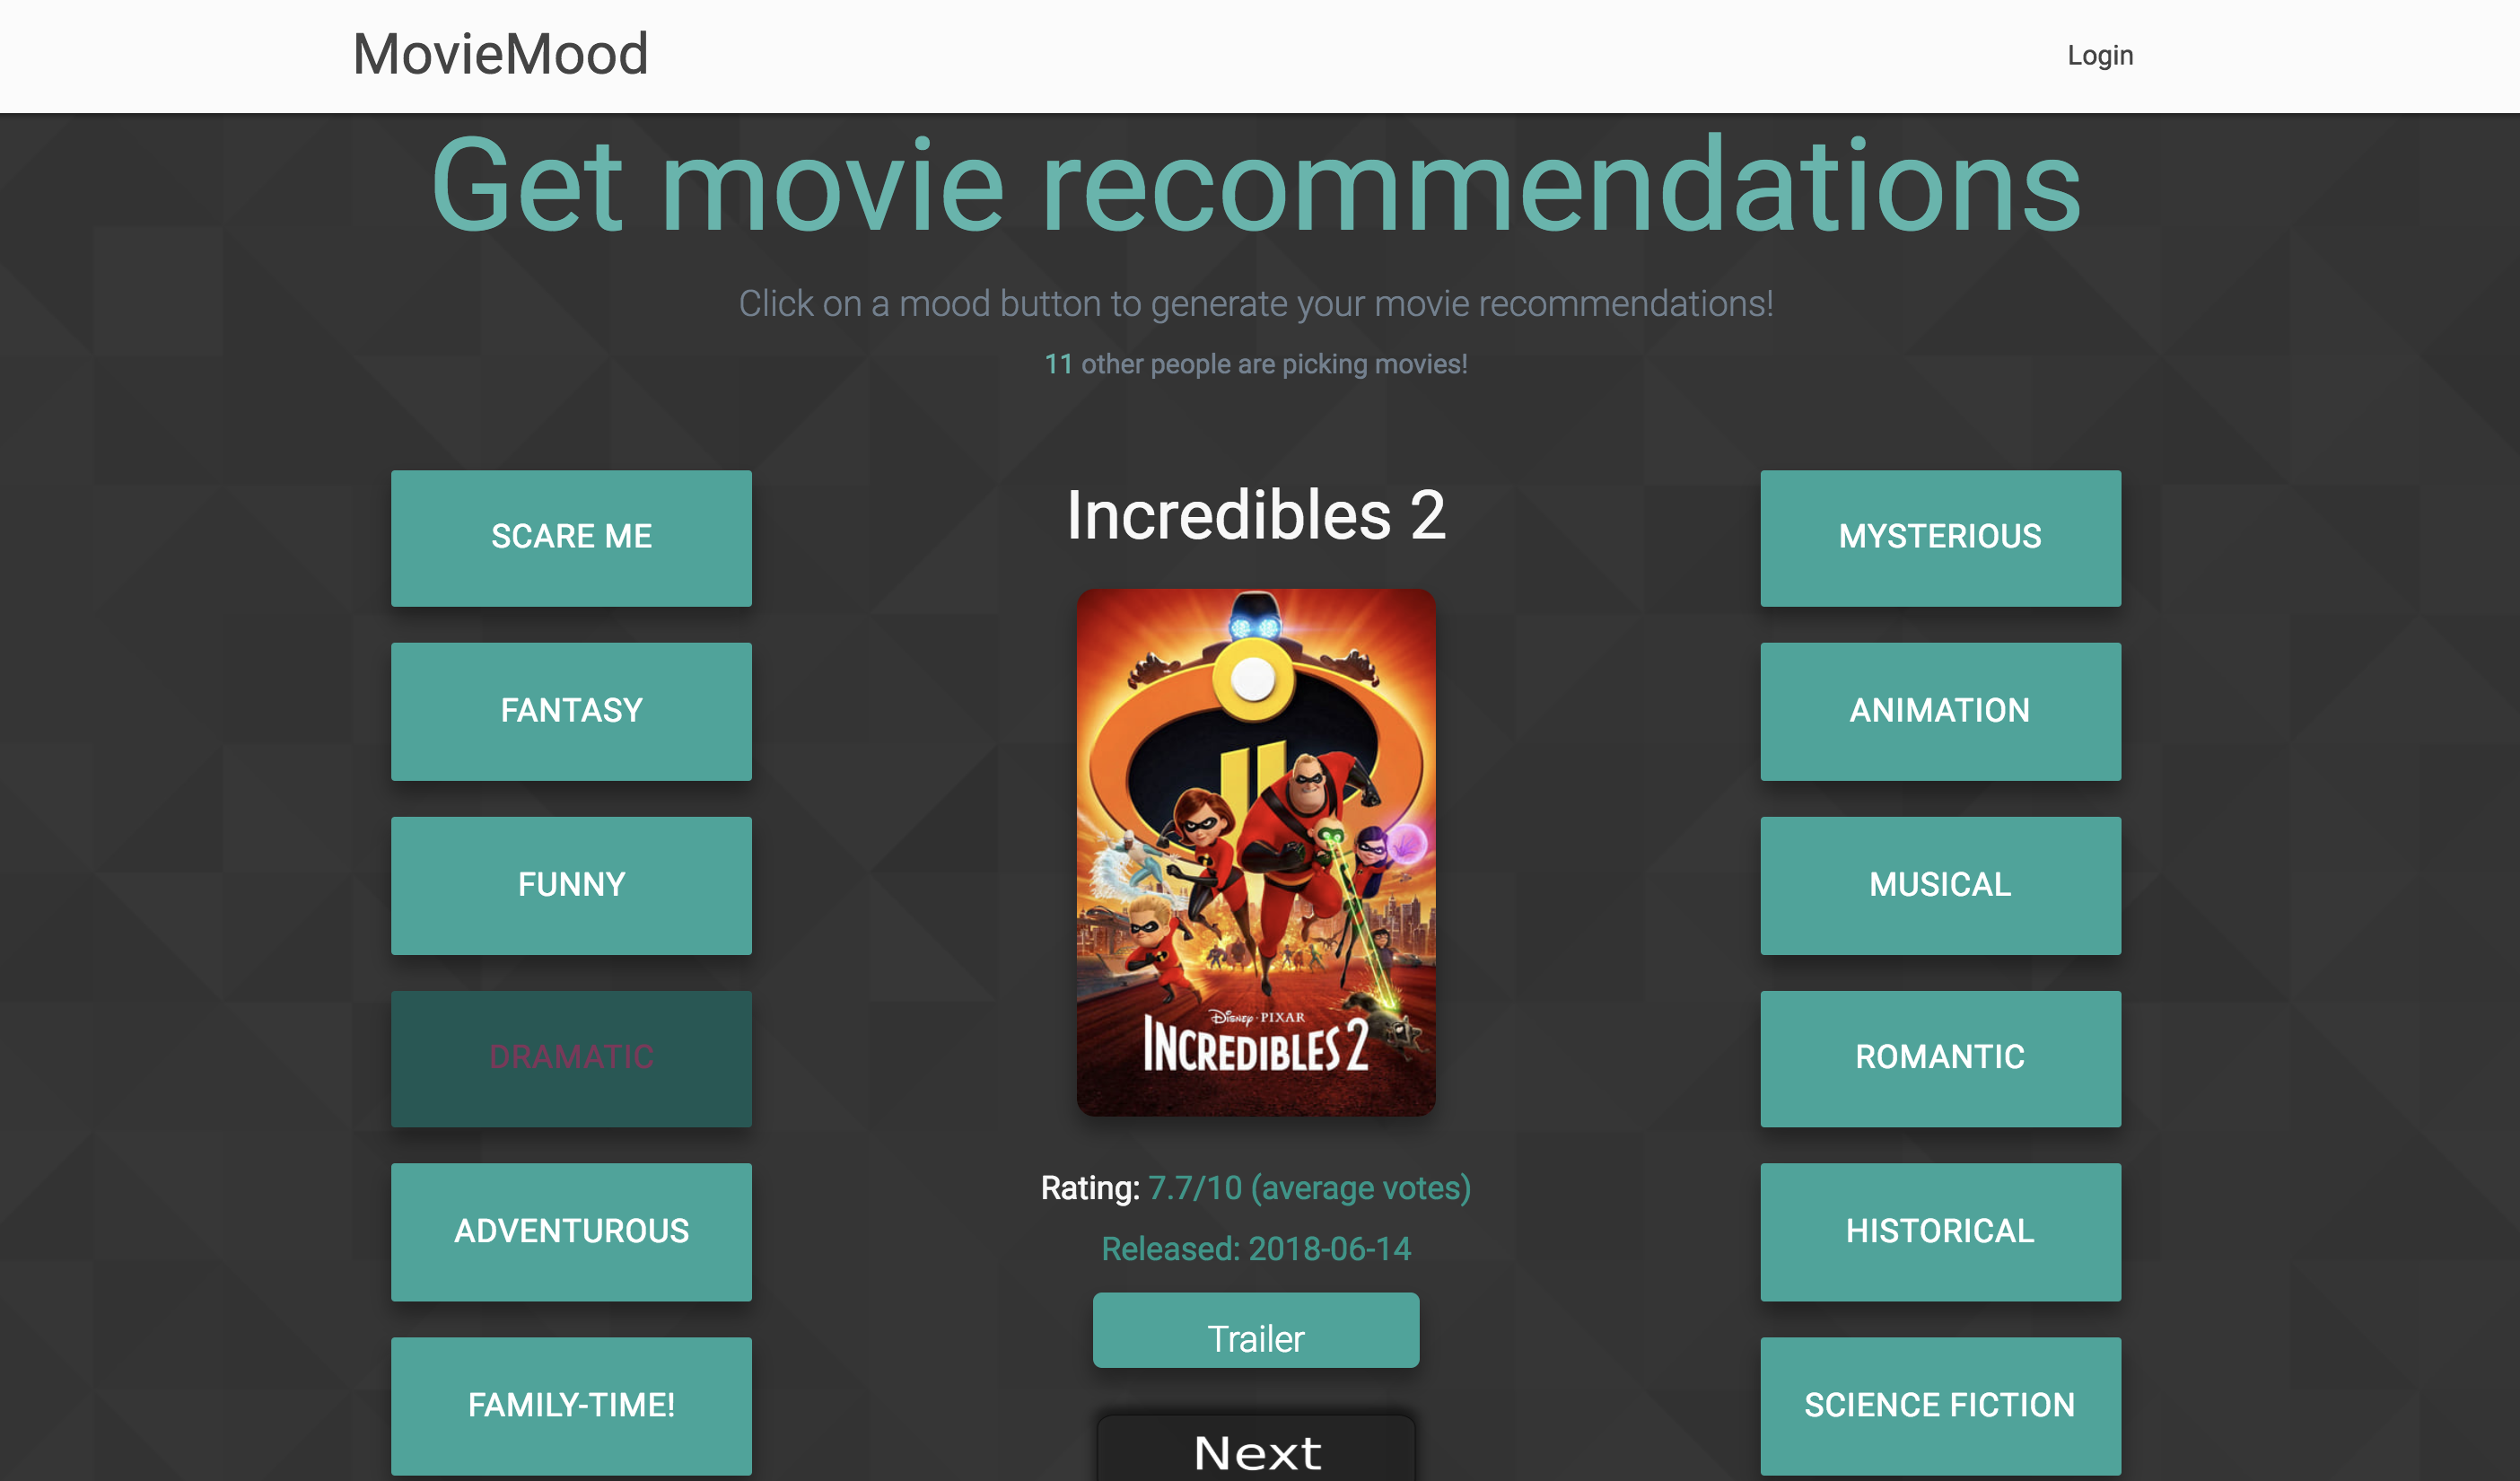 MovieMood
Login
Get movie recommendations
Click on a mood button to generate your movie recommendations!
11 other people are picking movies!
SCARE ME
FANTASY
FUNNY
DRAMATIC
ADVENTUROUS
FAMILY-TIME!
Incredibles 2
DISNEY · PIXAR
INCREDIBLES 2
Rating: 7.7/10 (average votes)
Released: 2018-06-14
Trailer
Next
MYSTERIOUS
ANIMATION
MUSICAL
ROMANTIC
HISTORICAL
SCIENCE FICTION